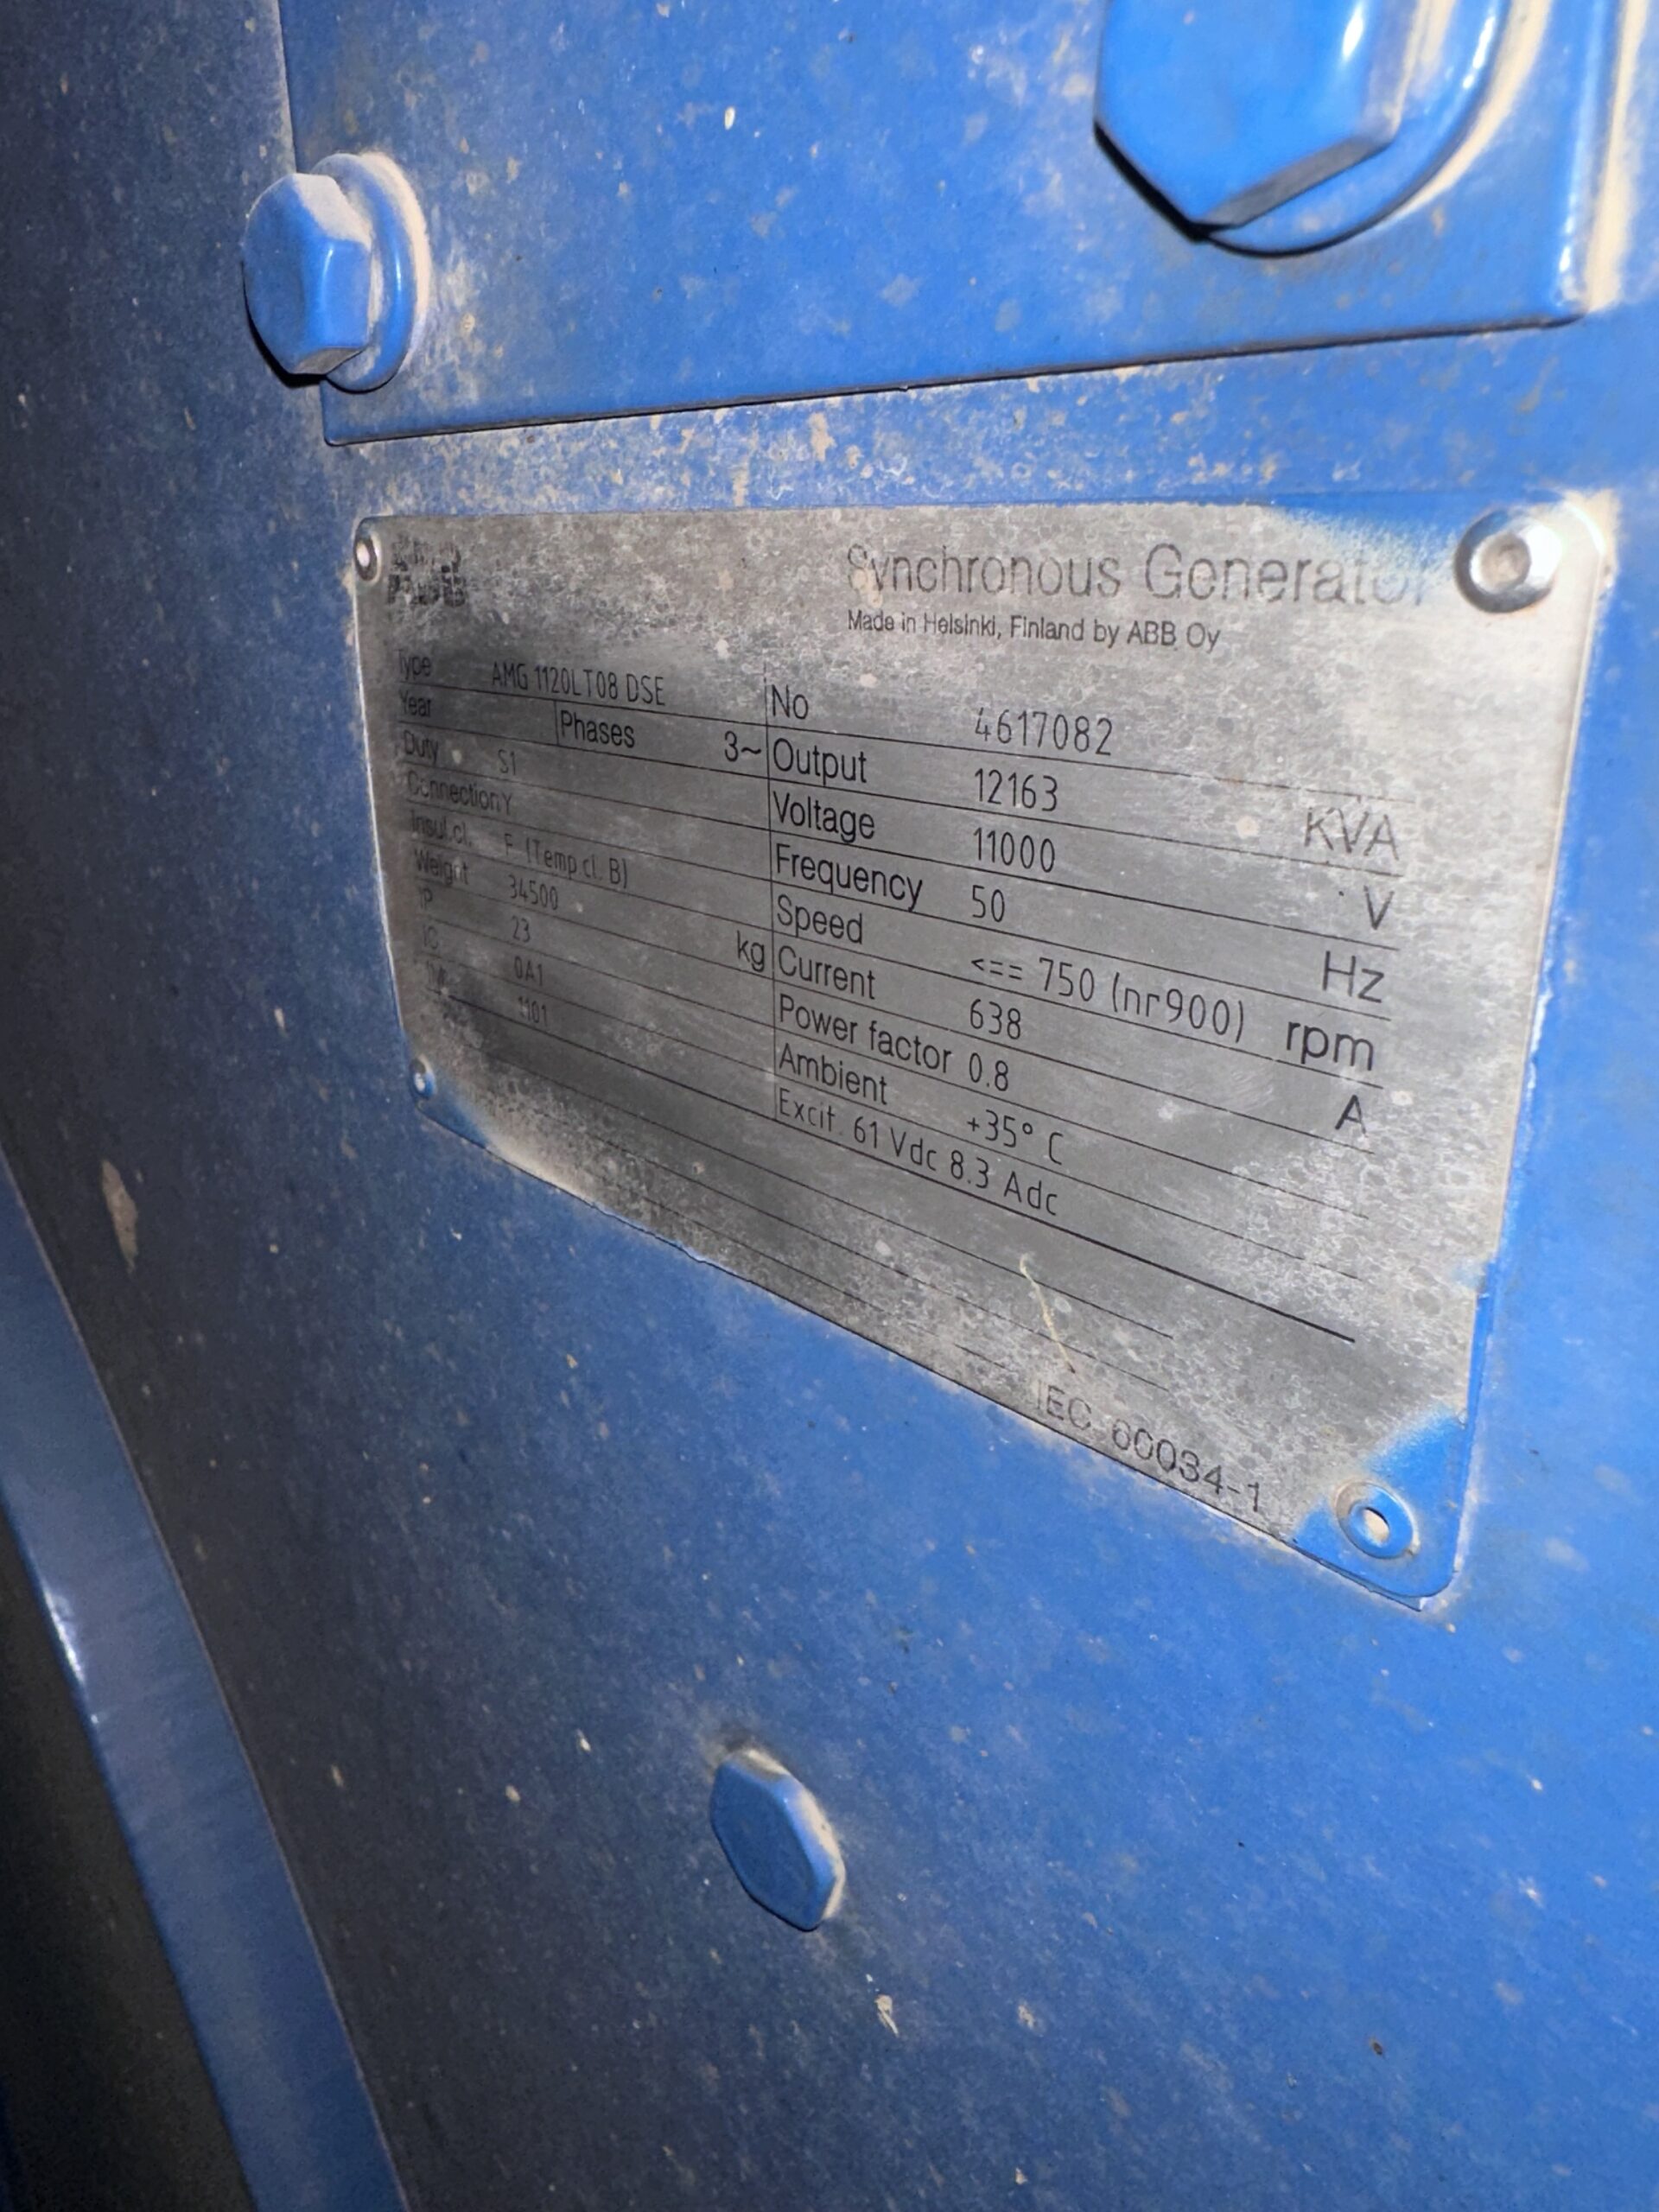 ABB
Synchronous Generator
Made in Helsinki, Finland by ABB Oy
Type AMG 1120LT08 DSE
Year
Phases 3~
Duty S1
Connection Y
Insul.cl. F (Temp cl. B)
Weight 34500 kg
IP 23
IC 0A1
IM 1101
No 4617082
Output 12163 KVA
Voltage 11000 V
Frequency 50 Hz
Speed <== 750 (nr900) rpm
Current 638 A
Power factor 0.8
Ambient +35° C
Excit. 61 Vdc 8.3 Adc
IEC 60034-1